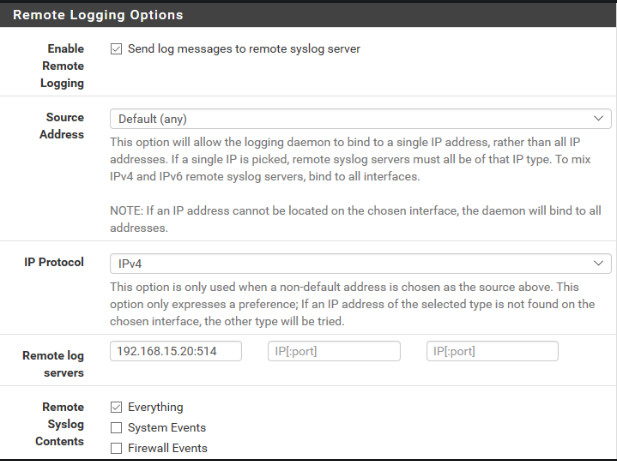 Remote Logging Options
Enable Remote Logging
Send log messages to remote syslog server
Source Address
Default (any)
This option will allow the logging daemon to bind to a single IP address, rather than all IP
addresses. If a single IP is picked, remote syslog servers must all be of that IP type. To mix
IPv4 and IPv6 remote syslog servers, bind to all interfaces.
NOTE: If an IP address cannot be located on the chosen interface, the daemon will bind to all
addresses.
IP Protocol
IPv4
This option is only used when a non-default address is chosen as the source above. This
option only expresses a preference; If an IP address of the selected type is not found on the
chosen interface, the other type will be tried.
Remote log servers
192.168.15.20:514
IP[:port]
IP[:port]
Remote Syslog Contents
Everything
System Events
Firewall Events